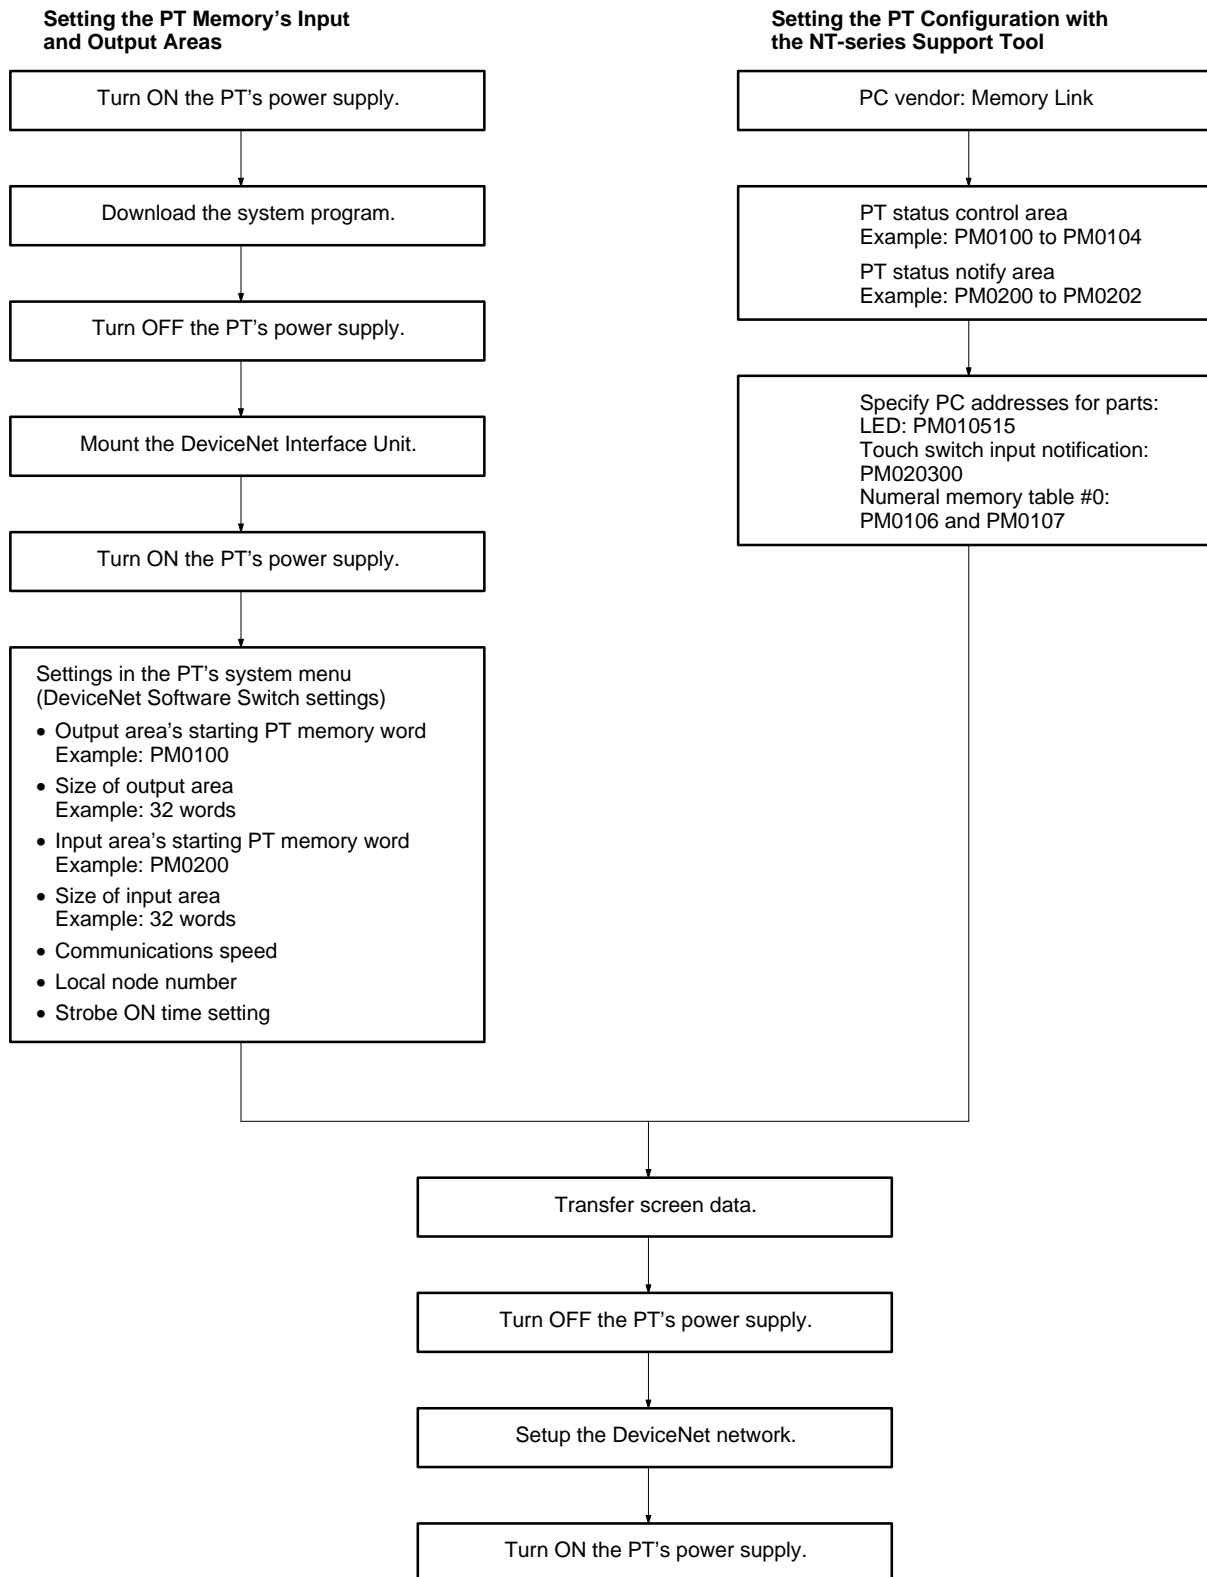 Setting the PT Memory’s Input
and Output Areas
Turn ON the PT’s power supply.
Download the system program.
Turn OFF the PT’s power supply.
Mount the DeviceNet Interface Unit.
Turn ON the PT’s power supply.
Settings in the PT’s system menu
(DeviceNet Software Switch settings)
• Output area’s starting PT memory word
Example: PM0100
• Size of output area
Example: 32 words
• Input area’s starting PT memory word
Example: PM0200
• Size of input area
Example: 32 words
• Communications speed
• Local node number
• Strobe ON time setting
Setting the PT Configuration with
the NT-series Support Tool
PC vendor: Memory Link
PT status control area
Example: PM0100 to PM0104
PT status notify area
Example: PM0200 to PM0202
Specify PC addresses for parts:
LED: PM010515
Touch switch input notification:
PM020300
Numeral memory table #0:
PM0106 and PM0107
Transfer screen data.
Turn OFF the PT’s power supply.
Setup the DeviceNet network.
Turn ON the PT’s power supply.